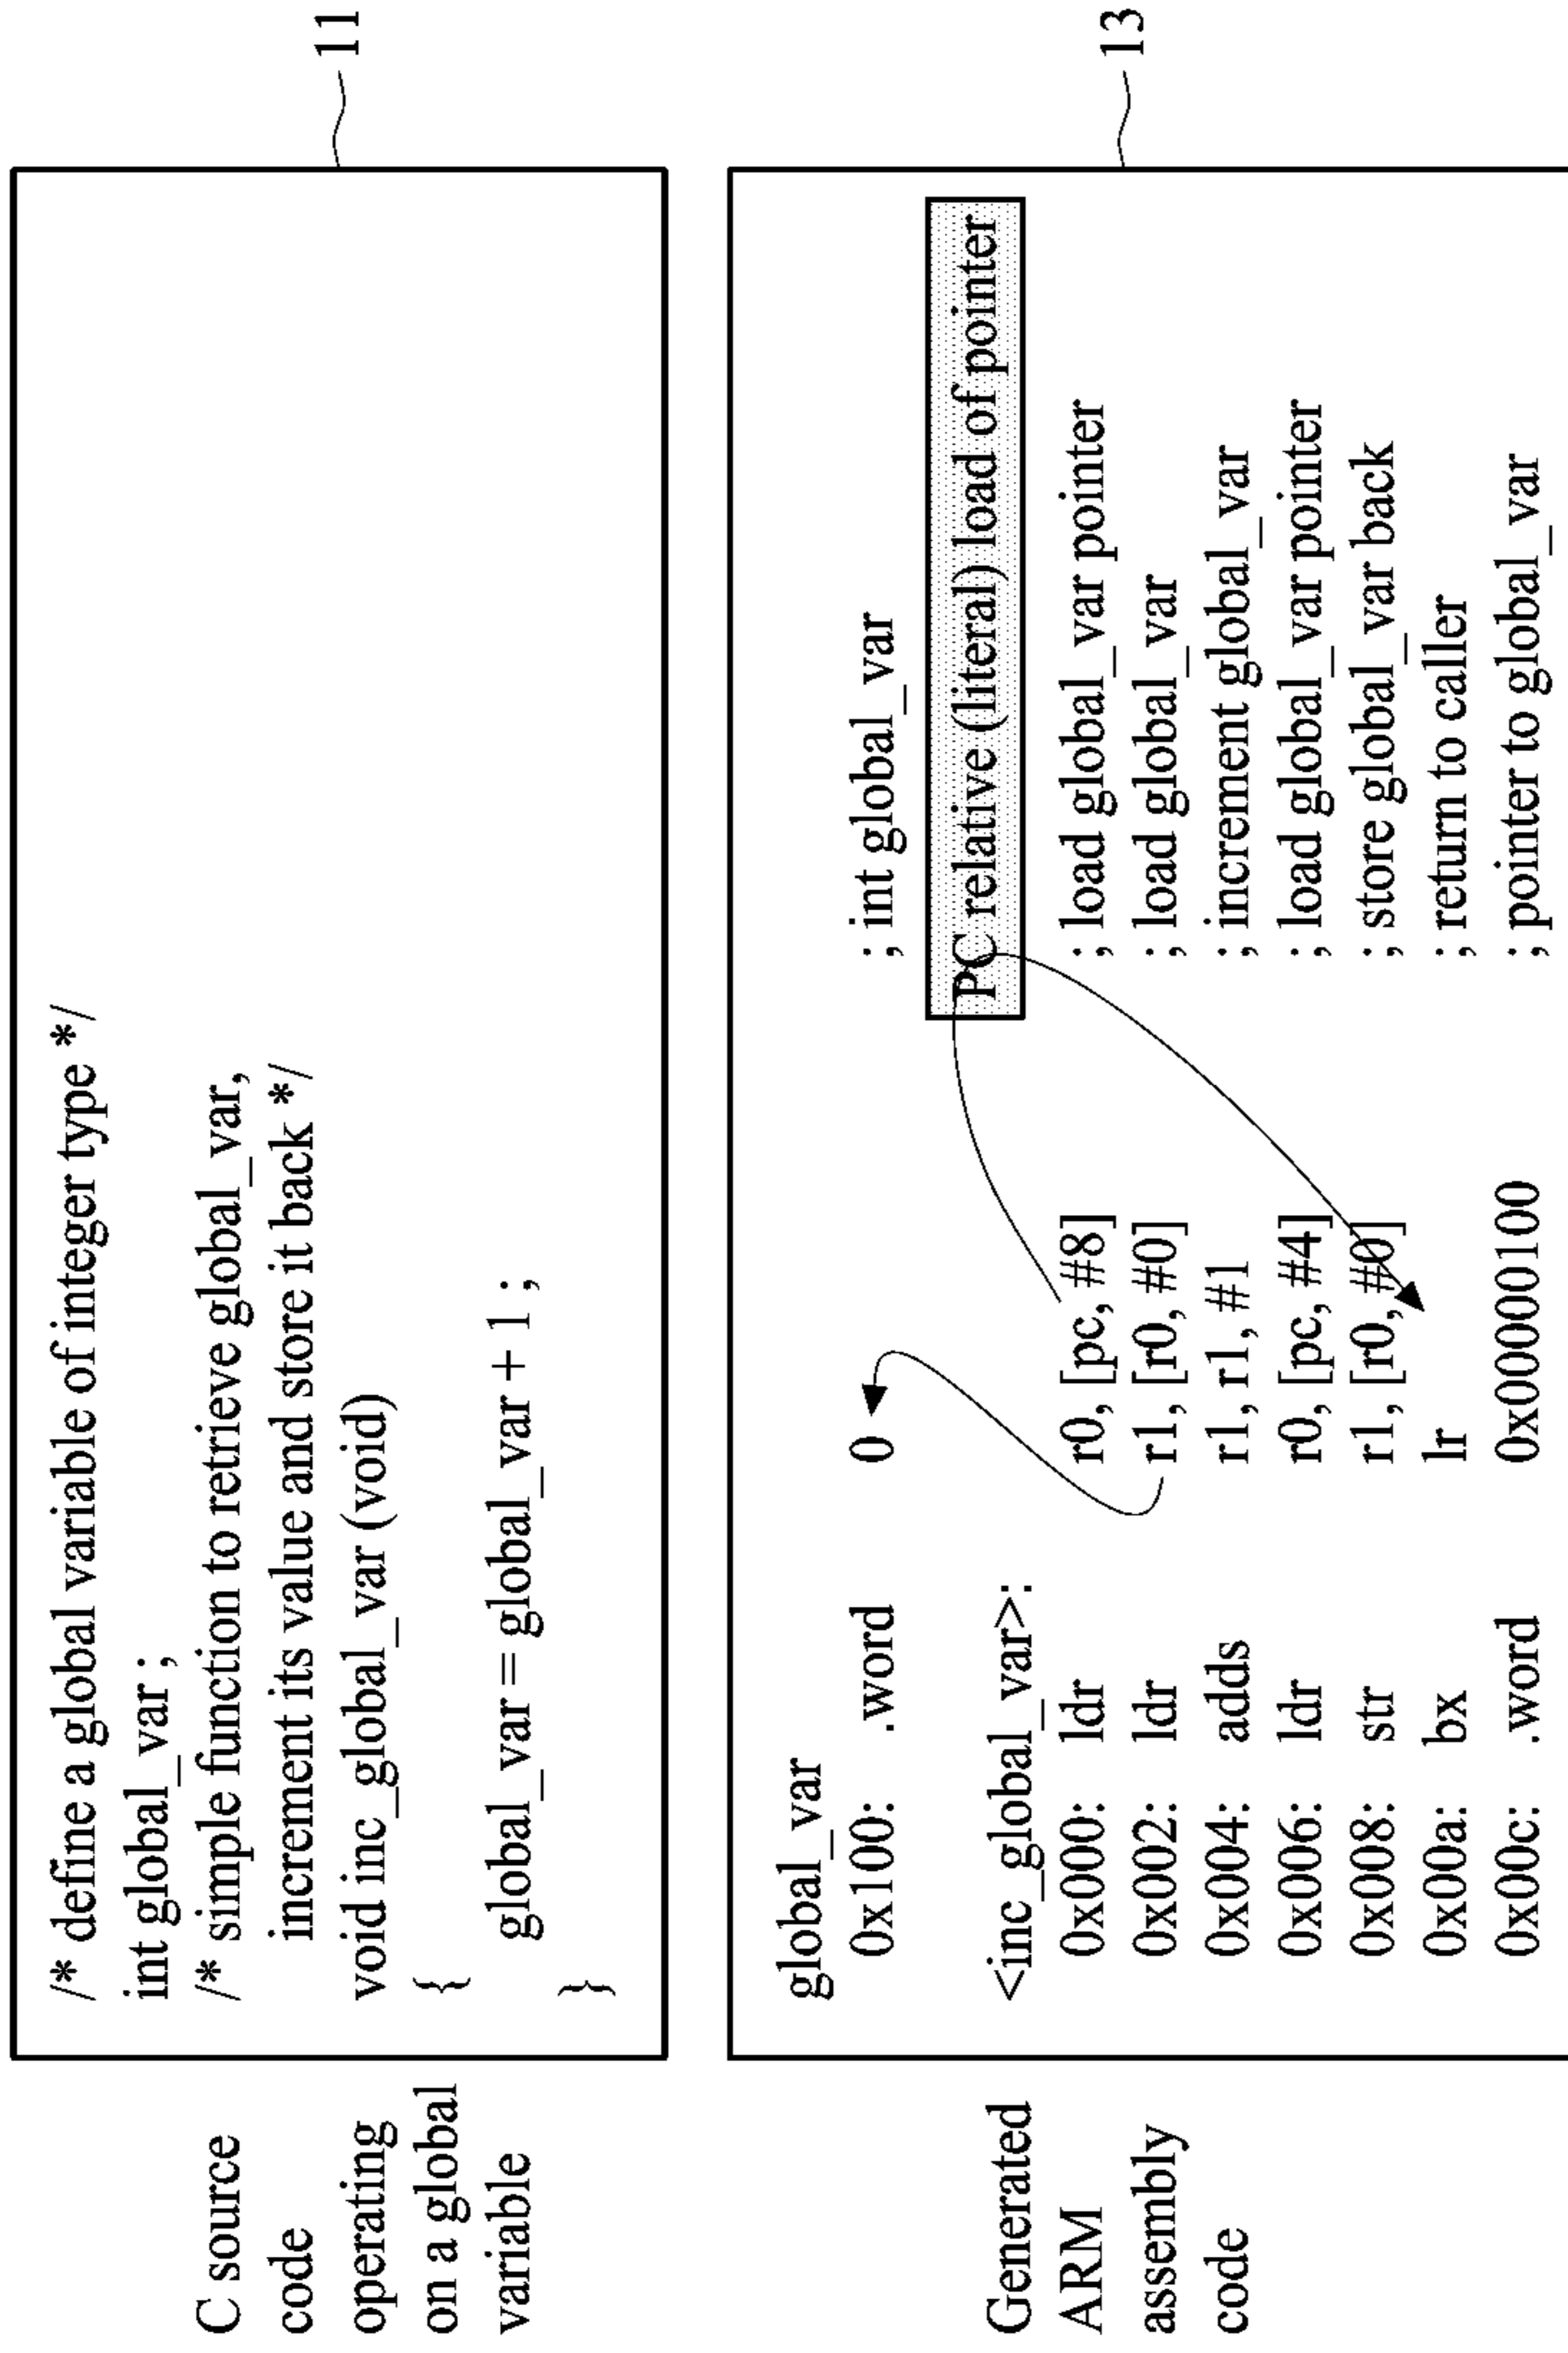 C source
code
operating
on a global
variable
/* define a global variable of integer type */
int global_var ;
/* simple function to retrieve global_var,
increment its value and store it back */
void inc_global_var (void)
{
global_var = global_var + 1 ;
}
11
Generated
ARM
assembly
code
global_var
0x100: .word 0 ; int global_var
PC relative (literal) load of pointer
<inc_global_var>:
0x000: ldr r0, [pc, #8] ; load global_var pointer
0x002: ldr r1, [r0, #0] ; load global_var
0x004: adds r1, r1, #1 ; increment global_var
0x006: ldr r0, [pc, #4] ; load global_var pointer
0x008: str r1, [r0, #0] ; store global_var back
0x00a: bx lr ; return to caller
0x00c: .word 0x00000100 ; pointer to global_var
13